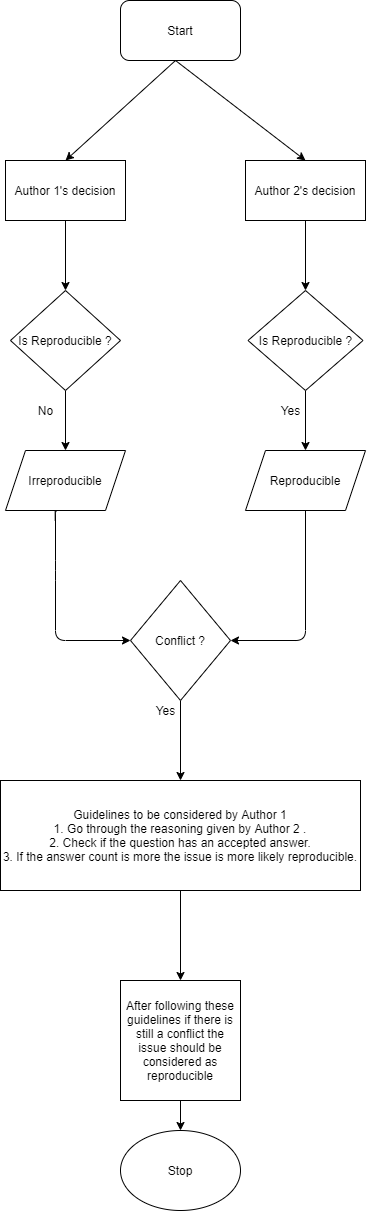 Start
Author 1's decision
Author 2's decision
Is Reproducible ?
Is Reproducible ?
No
Yes
Irreproducible
Reproducible
Conflict ?
Yes
Guidelines to be considered by Author 1
1. Go through the reasoning given by Author 2 .
2. Check if the question has an accepted answer.
3. If the answer count is more the issue is more likely reproducible.
After following these
guidelines if there is
still a conflict the
issue should be
considered as
reproducible
Stop